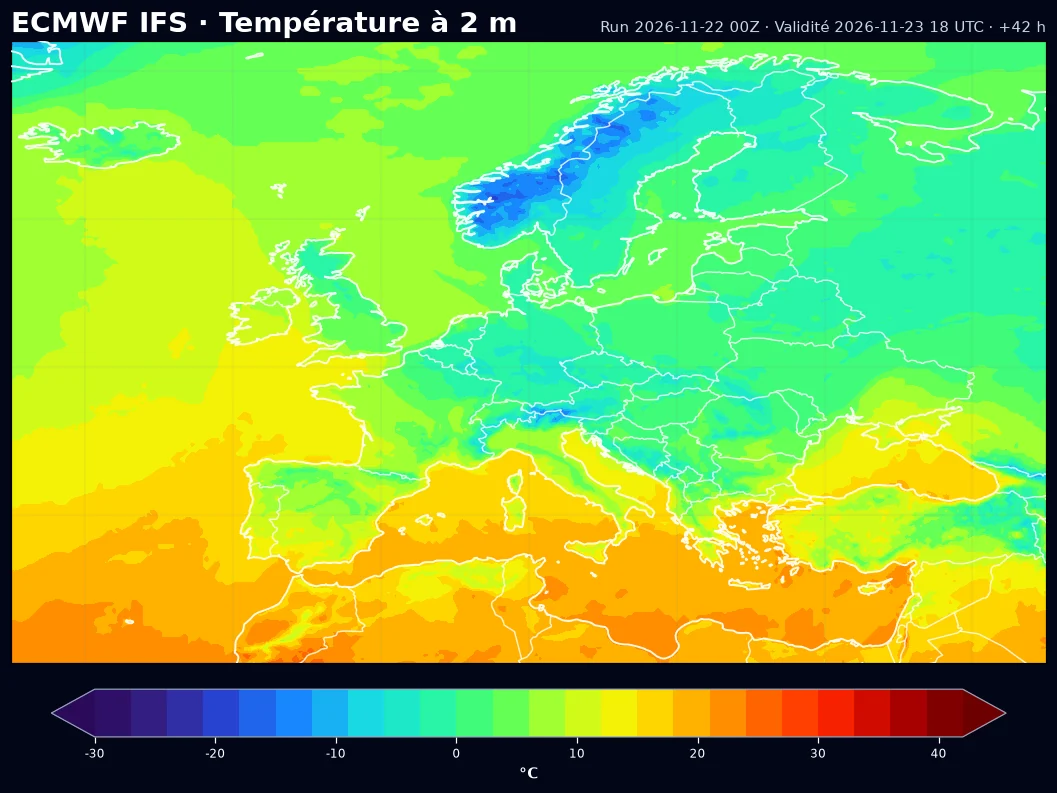 ECMWF IFS · Température à 2 m
Run 2026-11-22 00Z · Validité 2026-11-23 18 UTC · +42 h
-30 -20 -10 0 10 20 30 40
°C